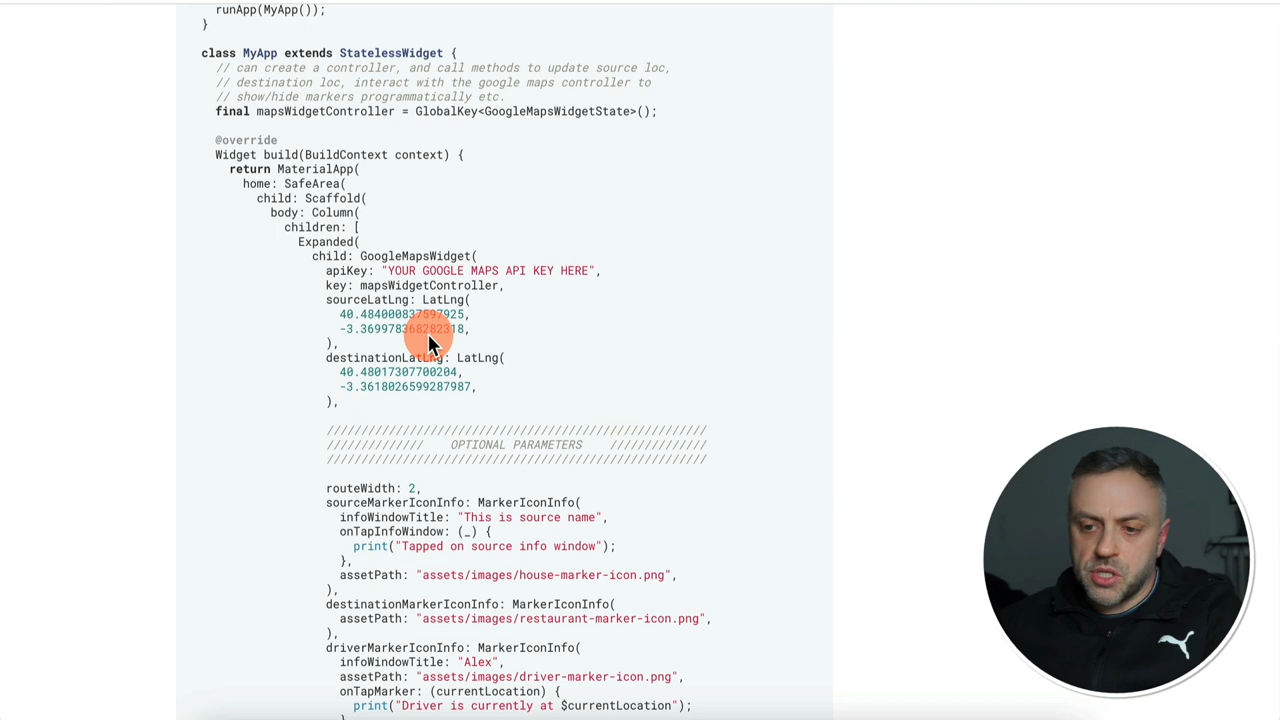 runApp(MyApp());
}
class MyApp extends StatelessWidget {
// can create a controller, and call methods to update source loc,
// destination loc, interact with the google maps controller to
// show/hide markers programmatically etc.
final mapsWidgetController = GlobalKey<GoogleMapsWidgetState>();
@override
Widget build(BuildContext context) {
return MaterialApp(
home: SafeArea(
child: Scaffold(
body: Column(
children: [
Expanded(
child: GoogleMapsWidget(
apiKey: "YOUR GOOGLE MAPS API KEY HERE",
key: mapsWidgetController,
sourceLatLng: LatLng(
40.484000837597925,
-3.369978368282318,
),
destinationLatLng: LatLng(
40.48017307700204,
-3.3618026599287987,
),
///////////////////////////////////////////////////////
//////////////    OPTIONAL PARAMETERS    //////////////
///////////////////////////////////////////////////////
routeWidth: 2,
sourceMarkerIconInfo: MarkerIconInfo(
infoWindowTitle: "This is source name",
onTapInfoWindow: (_) {
print("Tapped on source info window");
},
assetPath: "assets/images/house-marker-icon.png",
),
destinationMarkerIconInfo: MarkerIconInfo(
assetPath: "assets/images/restaurant-marker-icon.png",
),
driverMarkerIconInfo: MarkerIconInfo(
infoWindowTitle: "Alex",
assetPath: "assets/images/driver-marker-icon.png",
onTapMarker: (currentLocation) {
print("Driver is currently at $currentLocation");